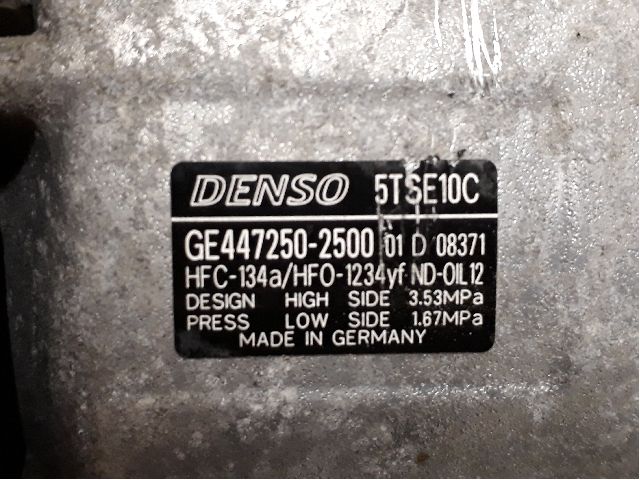 DENSO 5TSE10C
GE447250-2500 01 D 08371
HFC-134a/HFO-1234yf ND-OIL12
DESIGN HIGH SIDE 3.53MPa
PRESS LOW SIDE 1.67MPa
MADE IN GERMANY